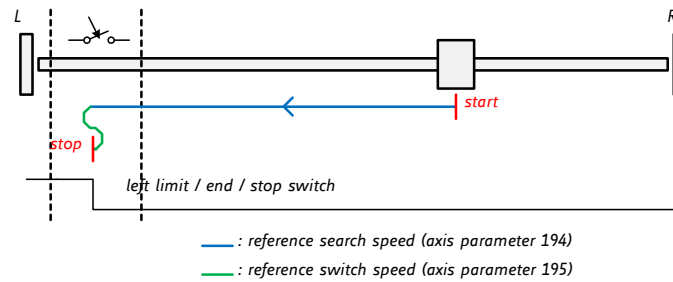 L
R
start
stop
left limit / end / stop switch
: reference search speed (axis parameter 194)
: reference switch speed (axis parameter 195)